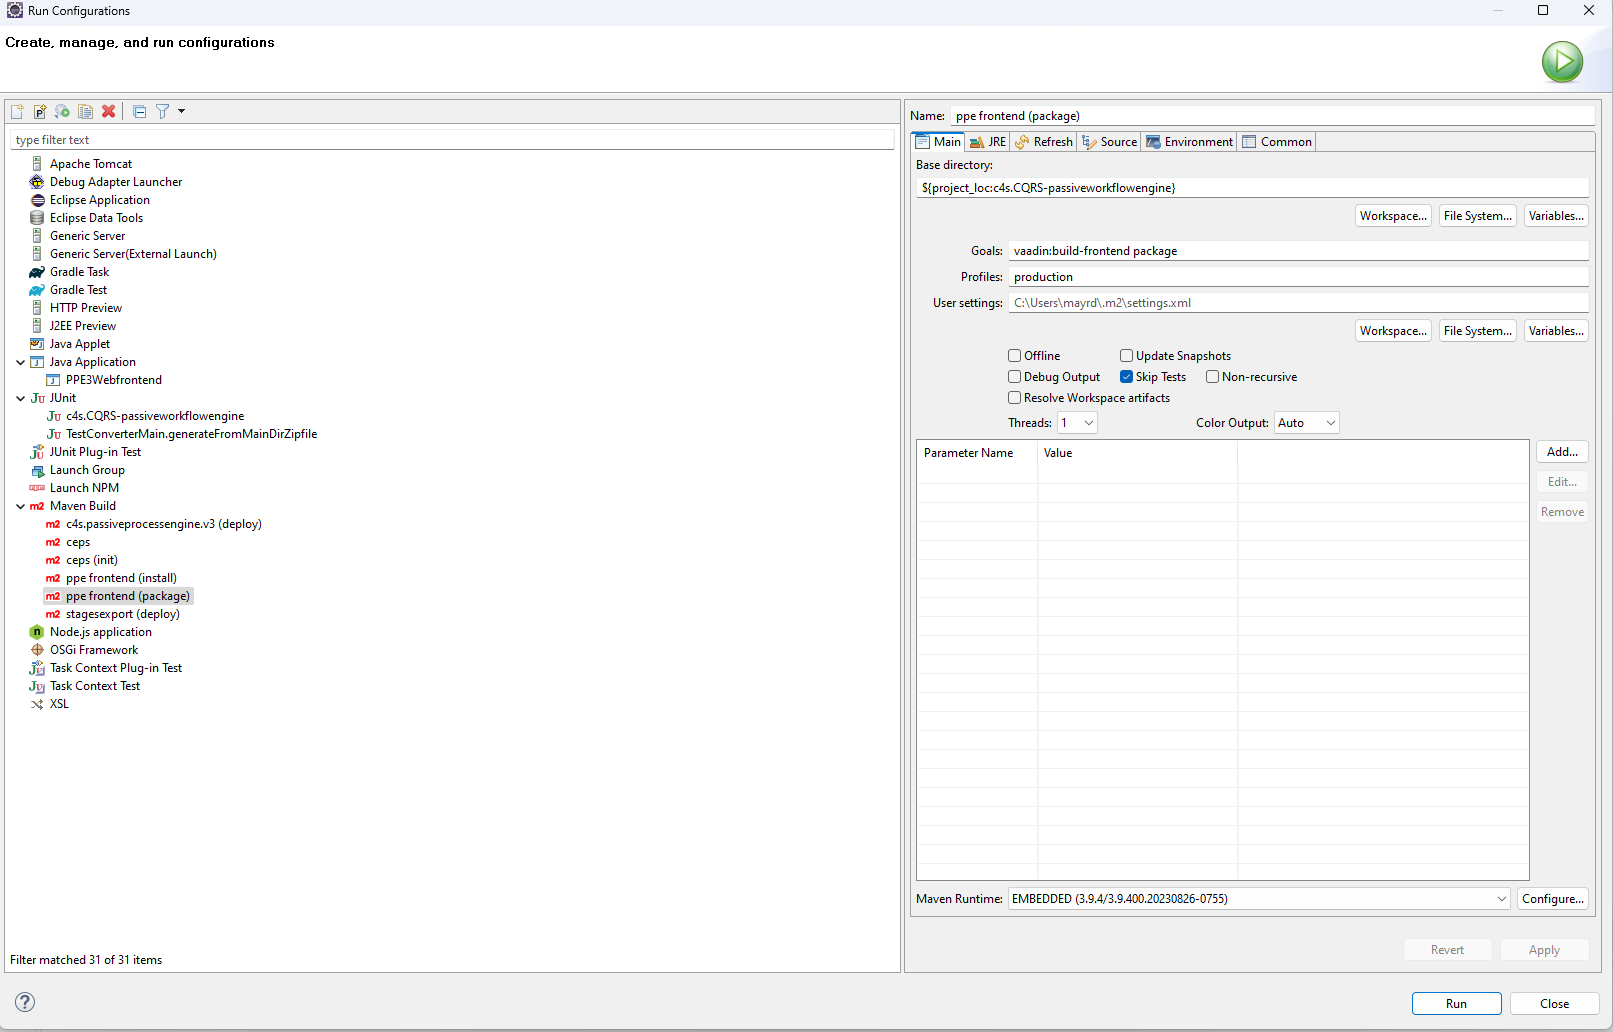 Run Configurations
Create, manage, and run configurations
type filter text
Apache Tomcat
Debug Adapter Launcher
Eclipse Application
Eclipse Data Tools
Generic Server
Generic Server(External Launch)
Gradle Task
Gradle Test
HTTP Preview
J2EE Preview
Java Applet
Java Application
PPE3Webfrontend
JUnit
c4s.CQRS-passiveworkflowengine
TestConverterMain.generateFromMainDirZipfile
JUnit Plug-in Test
Launch Group
Launch NPM
Maven Build
c4s.passiveprocessengine.v3 (deploy)
ceps
ceps (init)
ppe frontend (install)
ppe frontend (package)
stagesexport (deploy)
Node.js application
OSGi Framework
Task Context Plug-in Test
Task Context Test
XSL
Filter matched 31 of 31 items
Name: ppe frontend (package)
Main JRE Refresh Source Environment Common
Base directory:
${project_loc:c4s.CQRS-passiveworkflowengine}
Workspace... File System... Variables...
Goals: vaadin:build-frontend package
Profiles: production
User settings: C:\Users\mayrd\.m2\settings.xml
Workspace... File System... Variables...
Offline Update Snapshots
Debug Output Skip Tests Non-recursive
Resolve Workspace artifacts
Threads: 1 Color Output: Auto
Parameter Name Value
Add...
Edit...
Remove
Maven Runtime: EMBEDDED (3.9.4/3.9.400.20230826-0755) Configure...
Revert Apply
Run Close